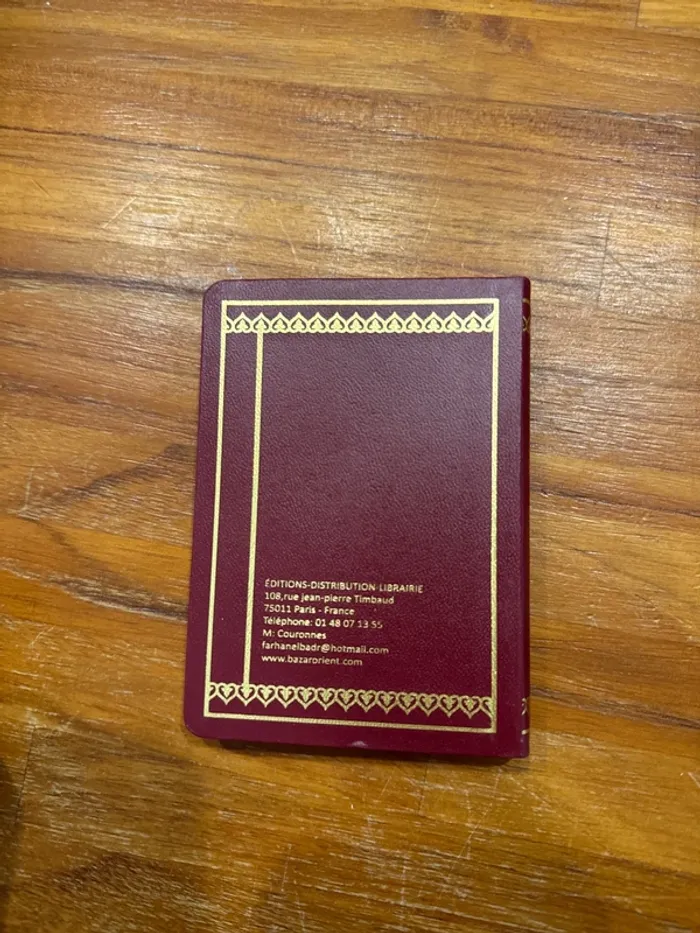 ÉDITIONS-DISTRIBUTION-LIBRAIRIE
108,rue jean-pierre Timbaud
75011 Paris - France
Téléphone: 01 48 07 13 55
M: Couronnes
farhanelbadr@hotmail.com
www.bazarorient.com